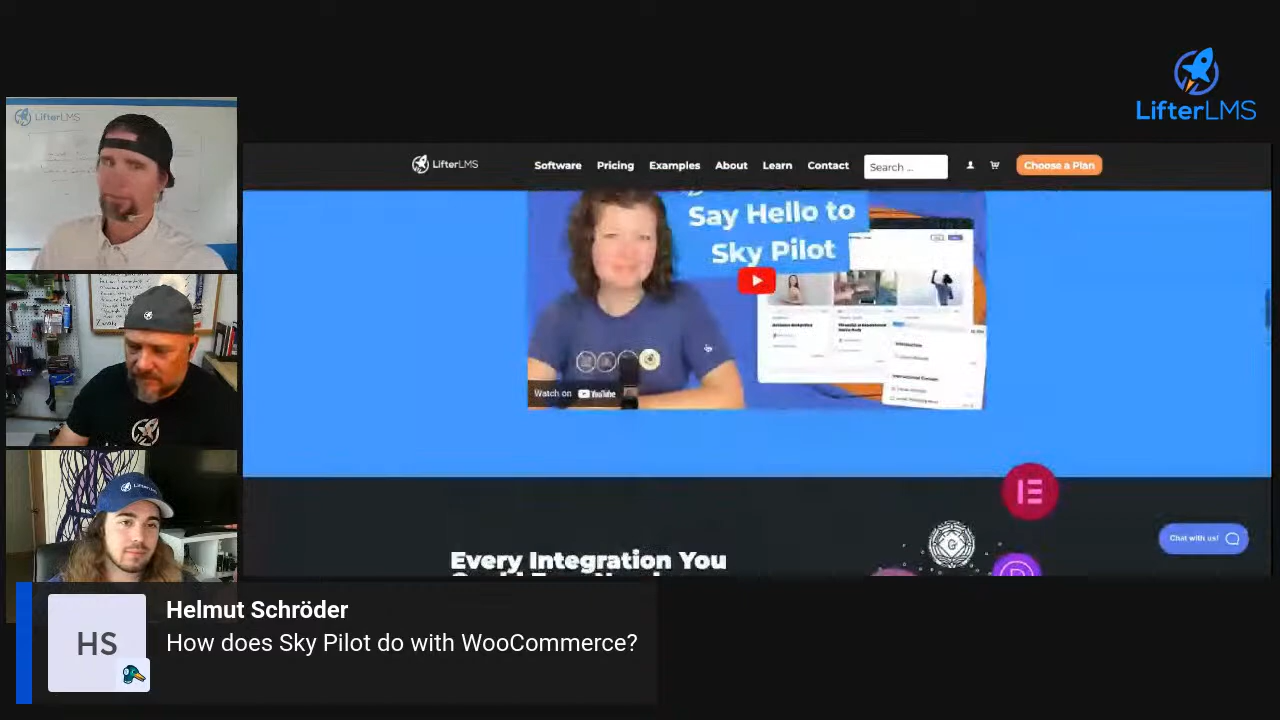 LifterLMS
LifterLMS
LifterLMS
Software
Pricing
Examples
About
Learn
Contact
Search ...
Choose a Plan
Say Hello to
Sky Pilot
Watch on YouTube
Every Integration You
Chat with us!
HS
Helmut Schröder
How does Sky Pilot do with WooCommerce?